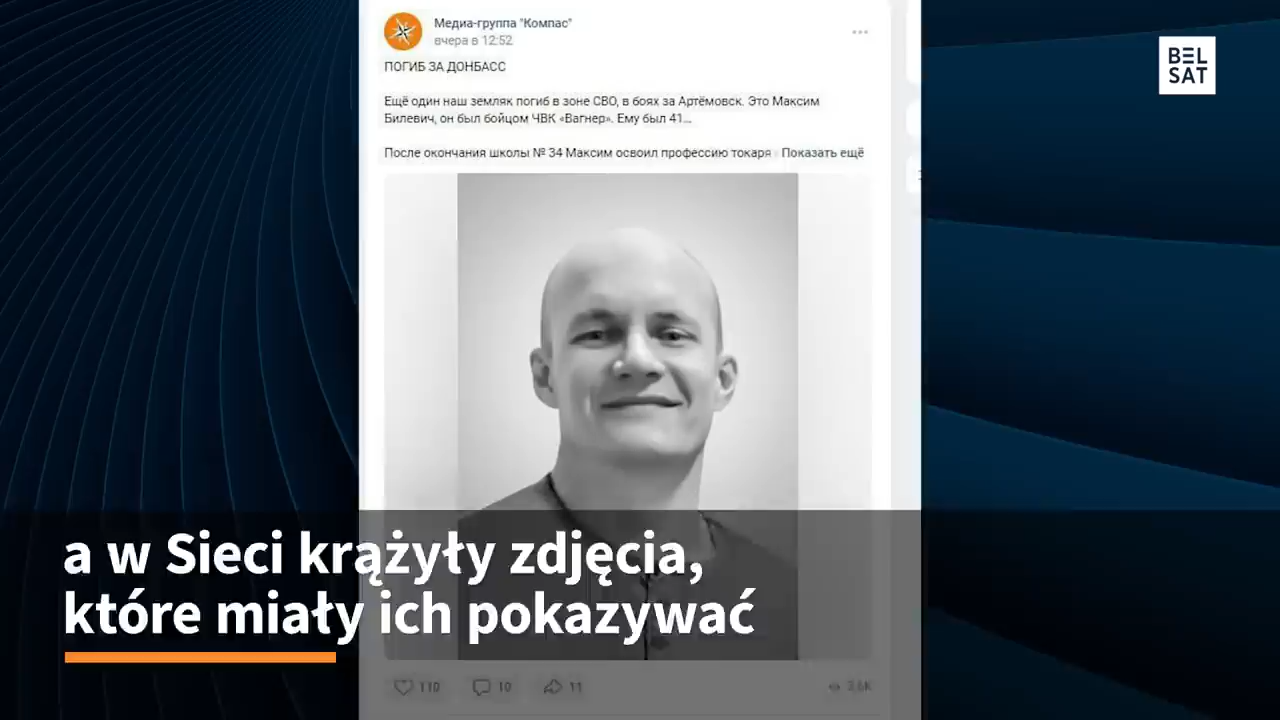 Медиа-группа "Компас"
вчера в 12:52
ПОГИБ ЗА ДОНБАСС
Ещё один наш земляк погиб в зоне СВО, в боях за Артёмовск. Это Максим
Билевич, он был бойцом ЧВК «Вагнер». Ему был 41...
После окончания школы № 34 Максим освоил профессию токаря Показать ещё
BEL
SAT
a w Sieci krążyły zdjęcia,
które miały ich pokazywać
110 10 11 3,6K